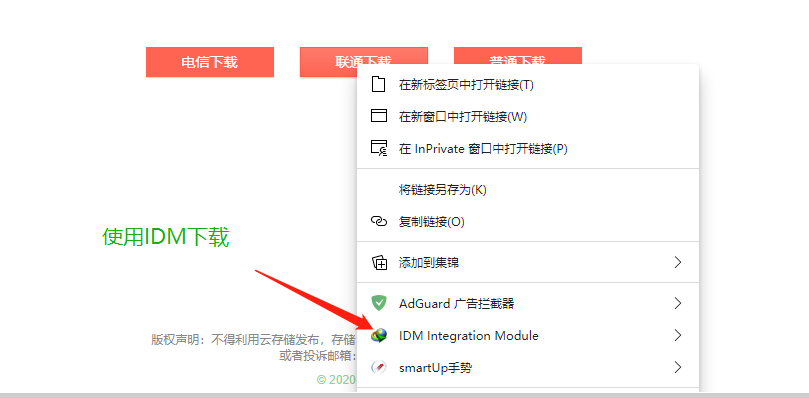 电信下载
联通下载
普通下载
在新标签页中打开链接(T)
在新窗口中打开链接(W)
在 InPrivate 窗口中打开链接(P)
将链接另存为(K)
复制链接(O)
使用IDM下载
添加到集锦
AdGuard 广告拦截器
IDM Integration Module
smartUp手势
版权声明：不得利用云存储发布，存储
或者投诉邮箱：
© 2020